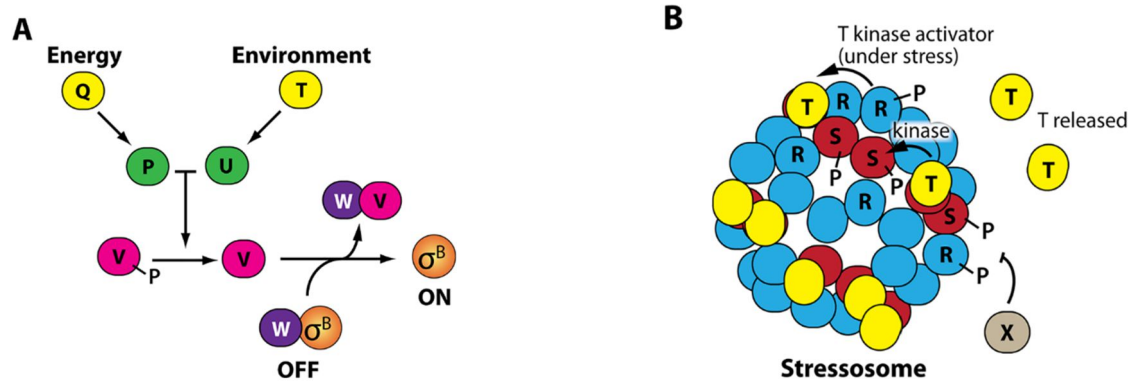 A
Energy
Environment
Q
T
P
U
W V
V
P
V
σB
ON
W σB
OFF
B
T kinase activator
(under stress)
T
R
R
P
T
T released
kinase
S
S
R
P
P
T
T
R
S
P
R
P
X
Stressosome